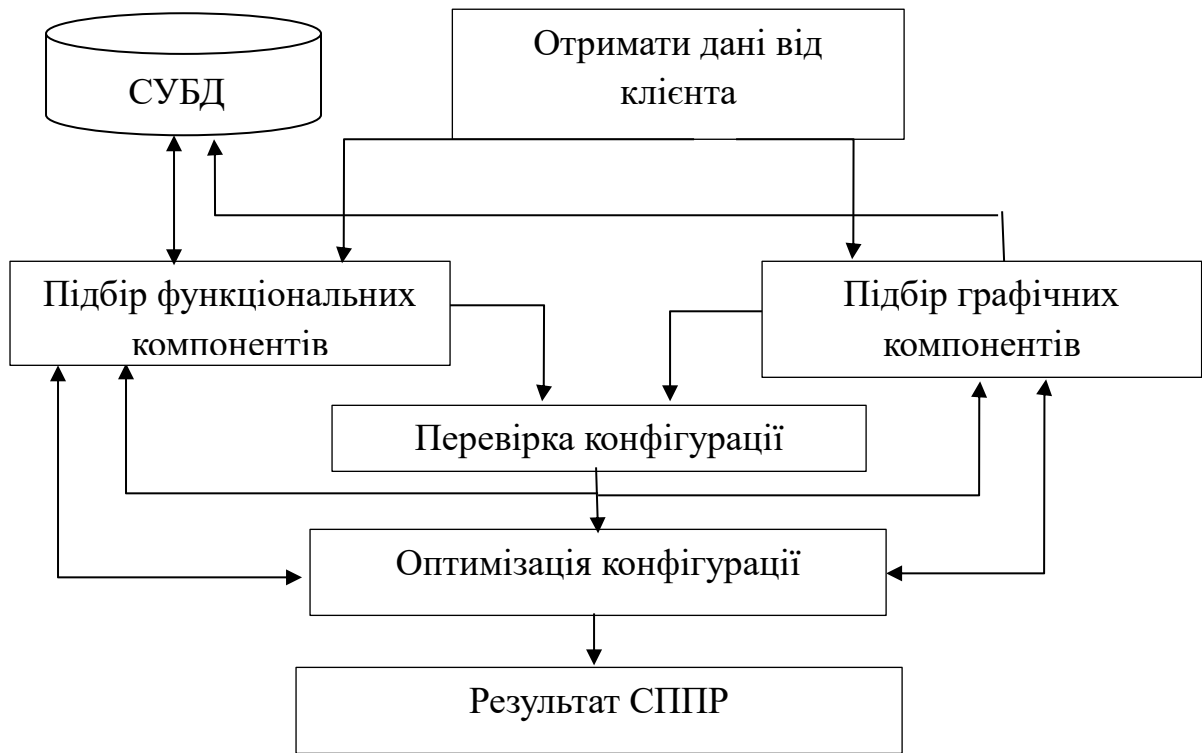 СУБД
Отримати дані від
клієнта
Підбір функціональних
компонентів
Підбір графічних
компонентів
Перевірка конфігурації
Оптимізація конфігурації
Результат СППР